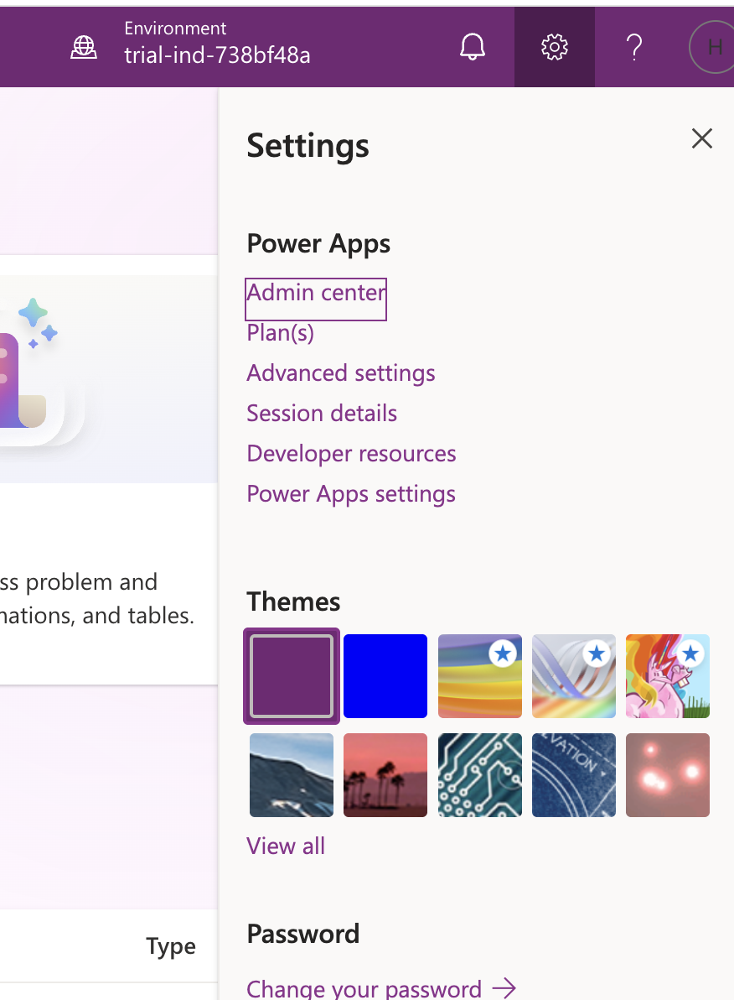 Environment
trial-ind-738bf48a
?
H
Settings
Power Apps
Admin center
Plan(s)
Advanced settings
Session details
Developer resources
Power Apps settings
ss problem and
nations, and tables.
Themes
VATION
View all
Type
Password
Change your password